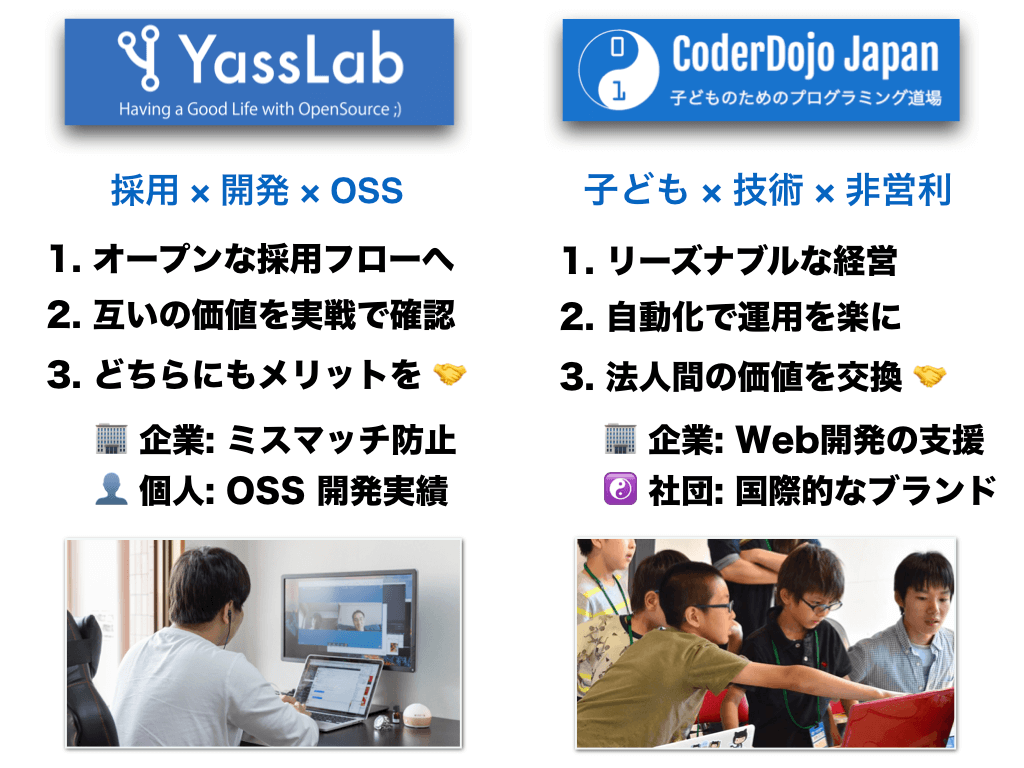 YassLab
Having a Good Life with OpenSource ;)
採用 × 開発 × OSS
1. オープンな採用フローへ
2. 互いの価値を実戦で確認
3. どちらにもメリットを 🤝
🏢 企業: ミスマッチ防止
👤 個人: OSS 開発実績
0
1
CoderDojo Japan
子どものためのプログラミング道場
子ども × 技術 × 非営利
1. リーズナブルな経営
2. 自動化で運用を楽に
3. 法人間の価値を交換 🤝
🏢 企業: Web開発の支援
☯️ 社団: 国際的なブランド